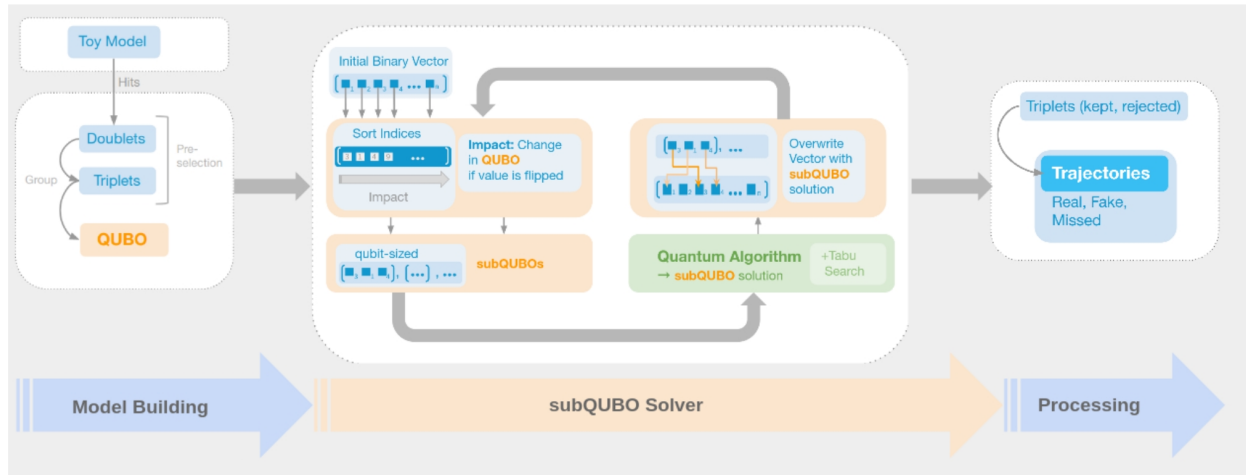 Toy Model
Hits
Doublets
Pre-
selection
Group
Triplets
QUBO
Initial Binary Vector
Sort Indices
Impact
Impact: Change
in QUBO
if value is flipped
qubit-sized
subQUBOs
Overwrite
Vector with
subQUBO
solution
Quantum Algorithm
→ subQUBO solution
+Tabu
Search
Triplets (kept, rejected)
Trajectories
Real, Fake,
Missed
Model Building
subQUBO Solver
Processing